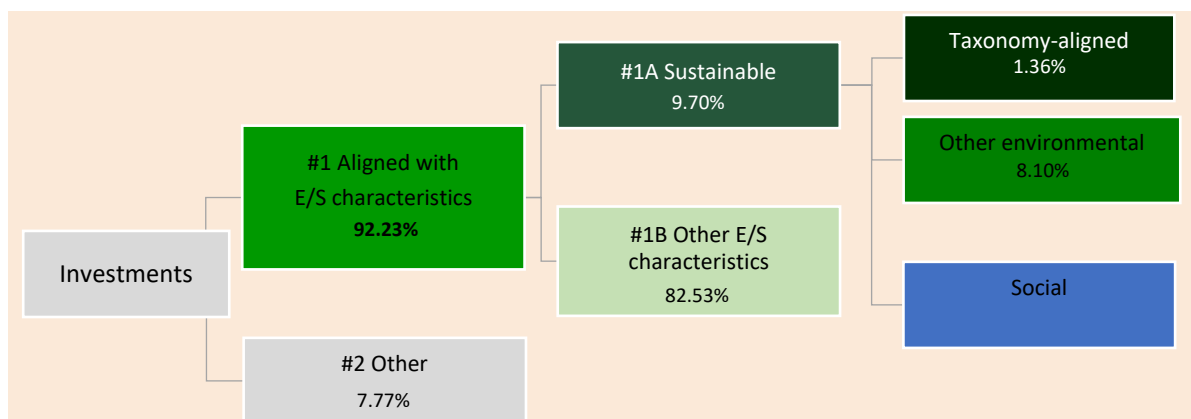 Investments
#1 Aligned with
E/S characteristics
92.23%
#2 Other
7.77%
#1A Sustainable
9.70%
#1B Other E/S
characteristics
82.53%
Taxonomy-aligned
1.36%
Other environmental
8.10%
Social